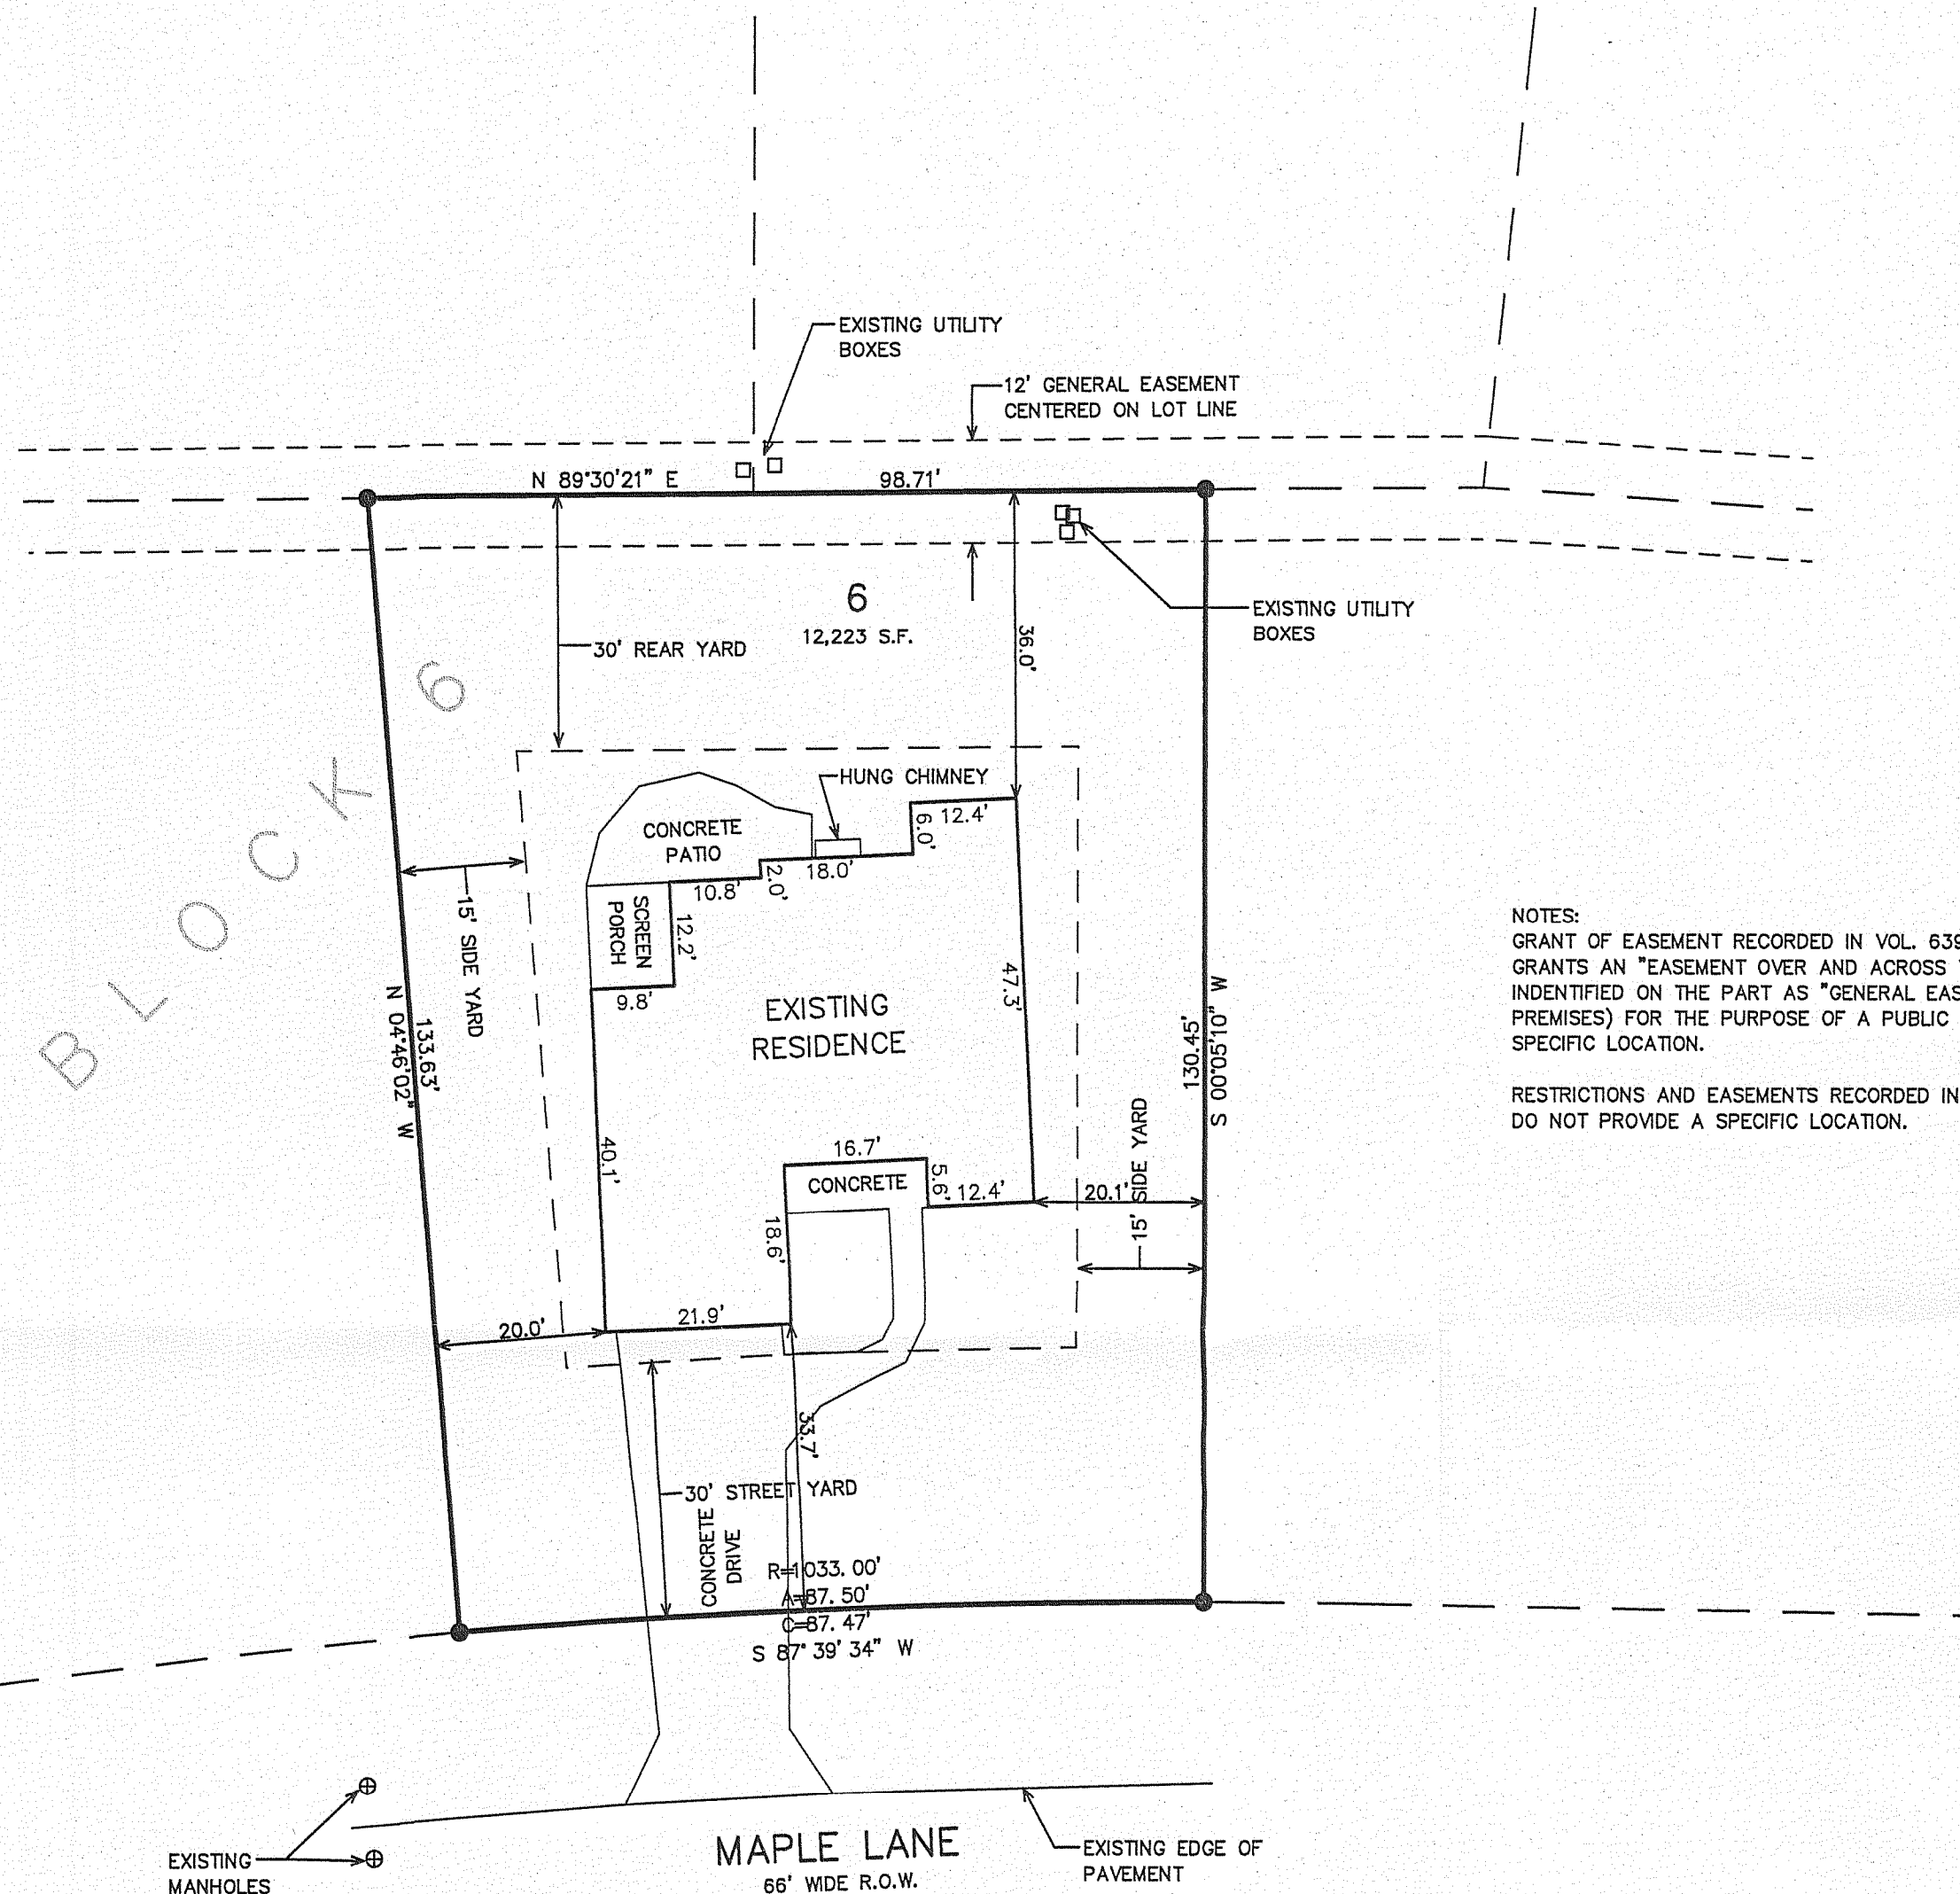 EXISTING UTILITY
BOXES
12' GENERAL EASEMENT
CENTERED ON LOT LINE
N 89°30'21" E
98.71'
6
12,223 S.F.
30' REAR YARD
36.0'
EXISTING UTILITY
BOXES
BLOCK 6
HUNG CHIMNEY
CONCRETE
PATIO
12.4'
6.0'
18.0'
2.0'
10.8'
SCREEN
PORCH
12.2'
9.8'
15' SIDE YARD
EXISTING
RESIDENCE
47.3'
133.63'
N 04°46'02" W
130.45'
S 00°05'10" W
NOTES:
GRANT OF EASEMENT RECORDED IN VOL. 639
GRANTS AN "EASEMENT OVER AND ACROSS
INDENTIFIED ON THE PART AS "GENERAL EAS
PREMISES) FOR THE PURPOSE OF A PUBLIC
SPECIFIC LOCATION.
RESTRICTIONS AND EASEMENTS RECORDED IN
DO NOT PROVIDE A SPECIFIC LOCATION.
40.1'
16.7'
CONCRETE
5.6'
12.4'
20.1'
15' SIDE YARD
18.6'
21.9'
20.0'
33.7'
30' STREET YARD
CONCRETE
DRIVE
R=1033.00'
A=87.50'
C=87.47'
S 87°39'34" W
EXISTING
MANHOLES
MAPLE LANE
66' WIDE R.O.W.
EXISTING EDGE OF
PAVEMENT